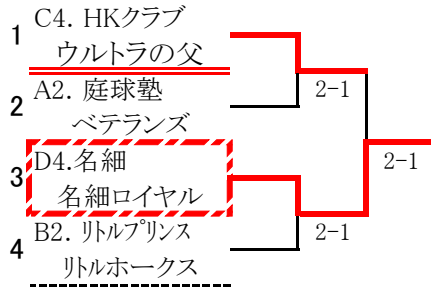 1 C4. HKクラブ
ウルトラの父
2 A2. 庭球塾
ベテランズ
2-1
3 D4.名細
名細ロイヤル
2-1
4 B2. リトルプリンス
リトルホークス
2-1